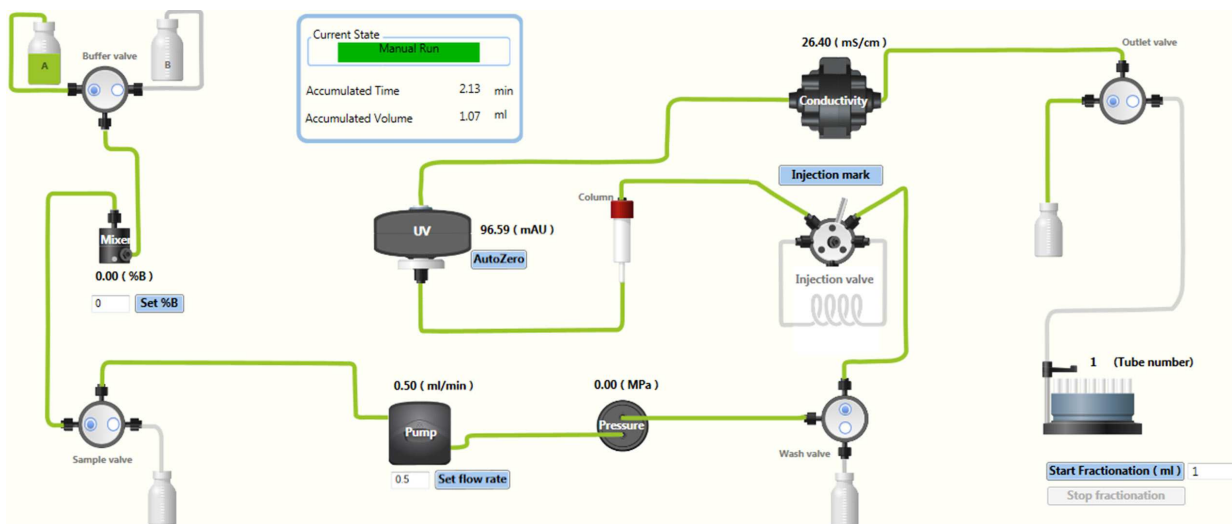 Current State
Manual Run
Accumulated Time 2.13 min
Accumulated Volume 1.07 ml
A
Buffer valve
B
26.40 ( mS/cm)
Conductivity
Outlet valve
Injection mark
Column
UV
96.59 ( mAU)
AutoZero
Injection valve
Mixer
0.00 ( %B)
0 Set %B
Sample valve
0.50 ( ml/min)
Pump
0.5 Set flow rate
0.00 ( MPa)
Pressure
Wash valve
1 (Tube number)
Start Fractionation ( ml ) 1
Stop fractionation